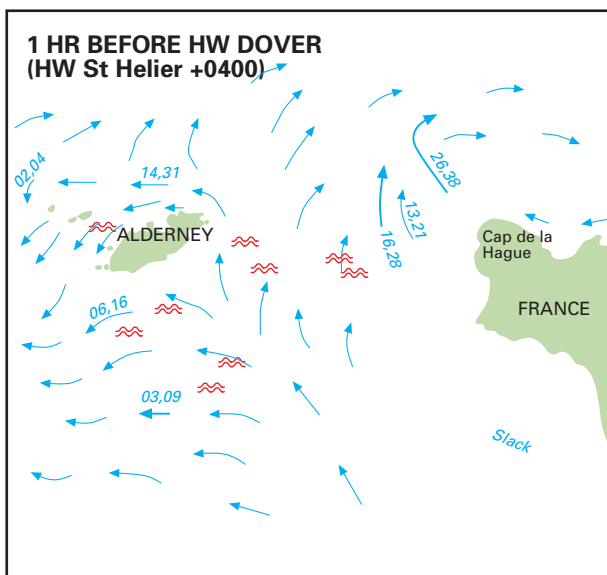 1 HR BEFORE HW DOVER
(HW St Helier +0400)
02,04
14,31
26,38
13,21
16,28
ALDERNEY
Cap de la
Hague
06,16
FRANCE
03,09
Slack